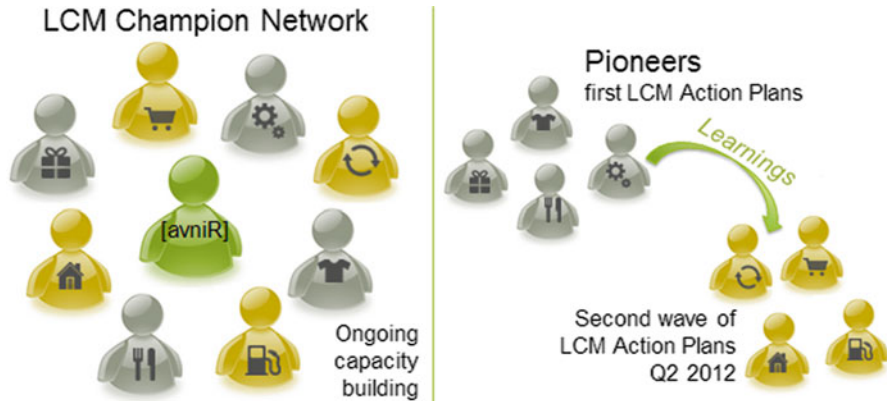 LCM Champion Network
[avniR]
Ongoing
capacity
building
Pioneers
first LCM Action Plans
Learnings
Second wave of
LCM Action Plans
Q2 2012